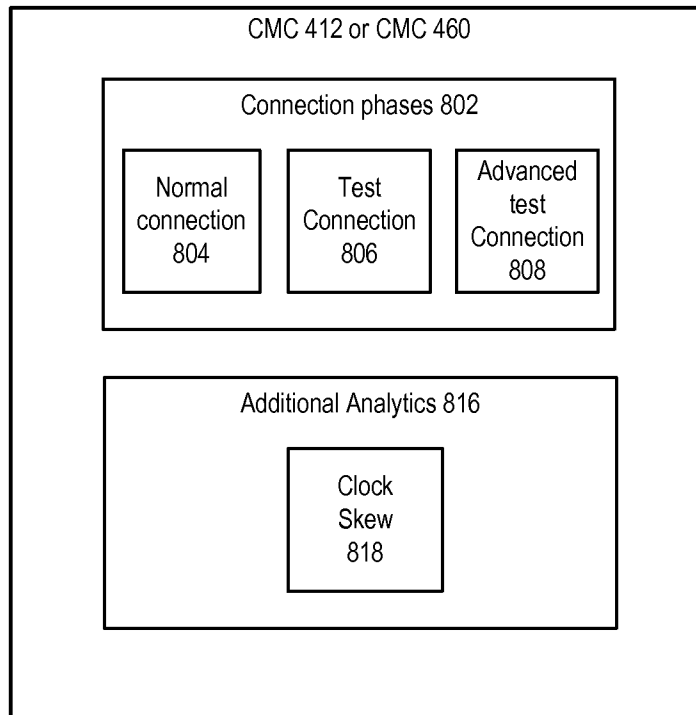 CMC 412 or CMC 460
Connection phases 802
Normal
connection
804
Test
Connection
806
Advanced
test
Connection
808
Additional Analytics 816
Clock
Skew
818